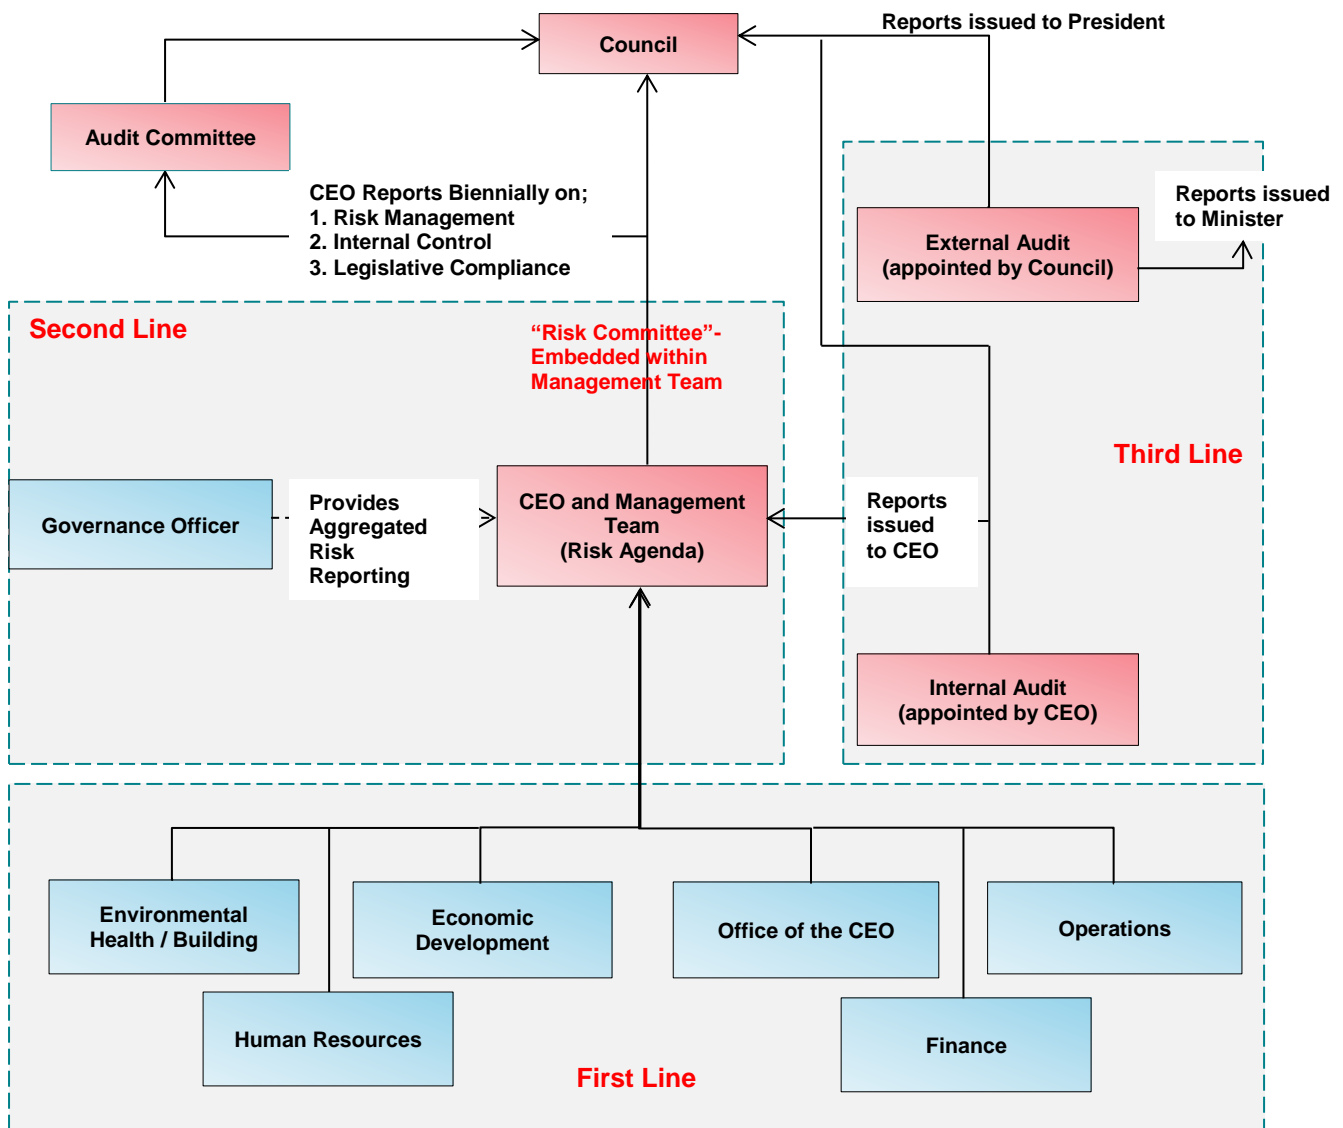 Reports issued to President
Council
Audit Committee
CEO Reports Biennially on;
1. Risk Management
2. Internal Control
3. Legislative Compliance
Reports issued
to Minister
External Audit
(appointed by Council)
Second Line
“Risk Committee”-
Embedded within
Management Team
Third Line
Governance Officer
Provides
Aggregated
Risk
Reporting
CEO and Management
Team
(Risk Agenda)
Reports
issued
to CEO
Internal Audit
(appointed by CEO)
Environmental
Health / Building
Economic
Development
Office of the CEO
Operations
Human Resources
Finance
First Line